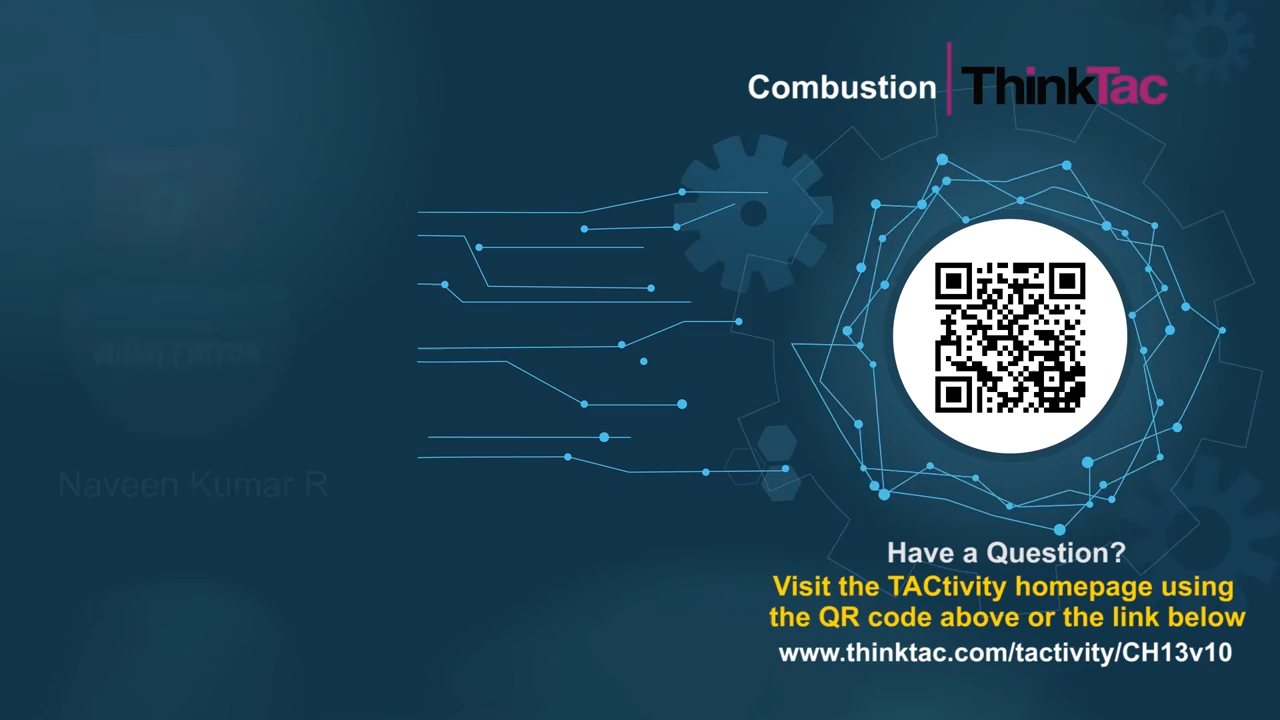 Combustion ThinkTac
Naveen Kumar R
Have a Question?
Visit the TACtivity homepage using
the QR code above or the link below
www.thinktac.com/tactivity/CH13v10